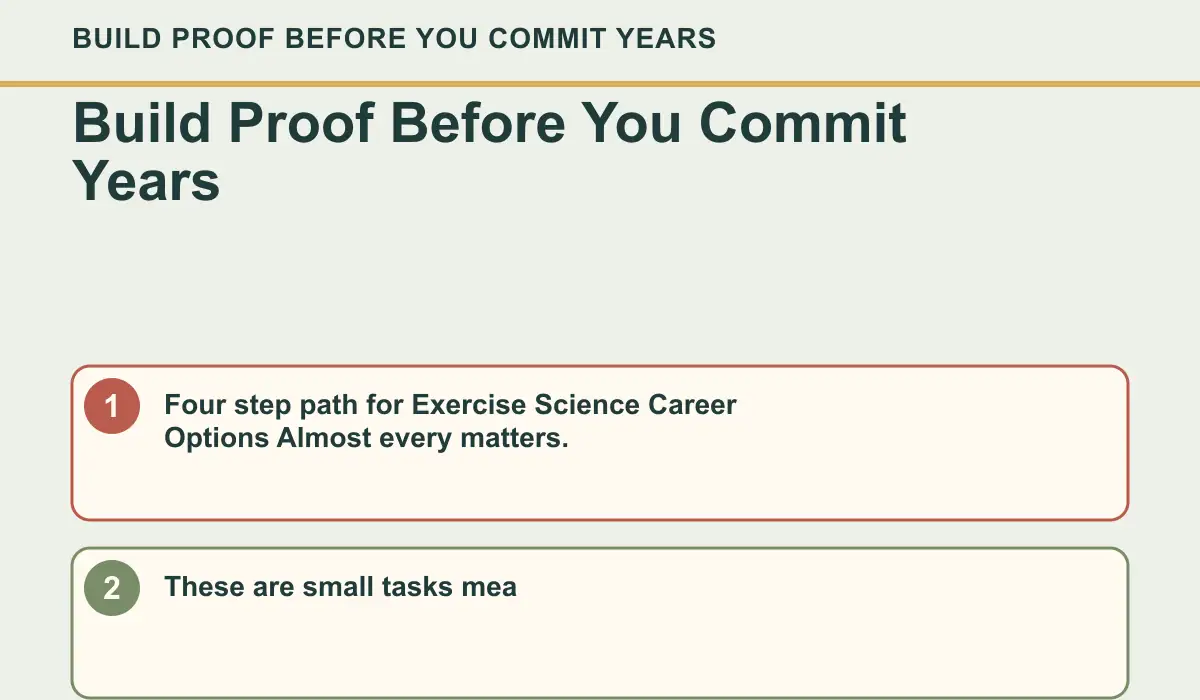 BUILD PROOF BEFORE YOU COMMIT YEARS
Build Proof Before You Commit
Years
1
Four step path for Exercise Science Career
Options Almost every matters.
2
These are small tasks mea